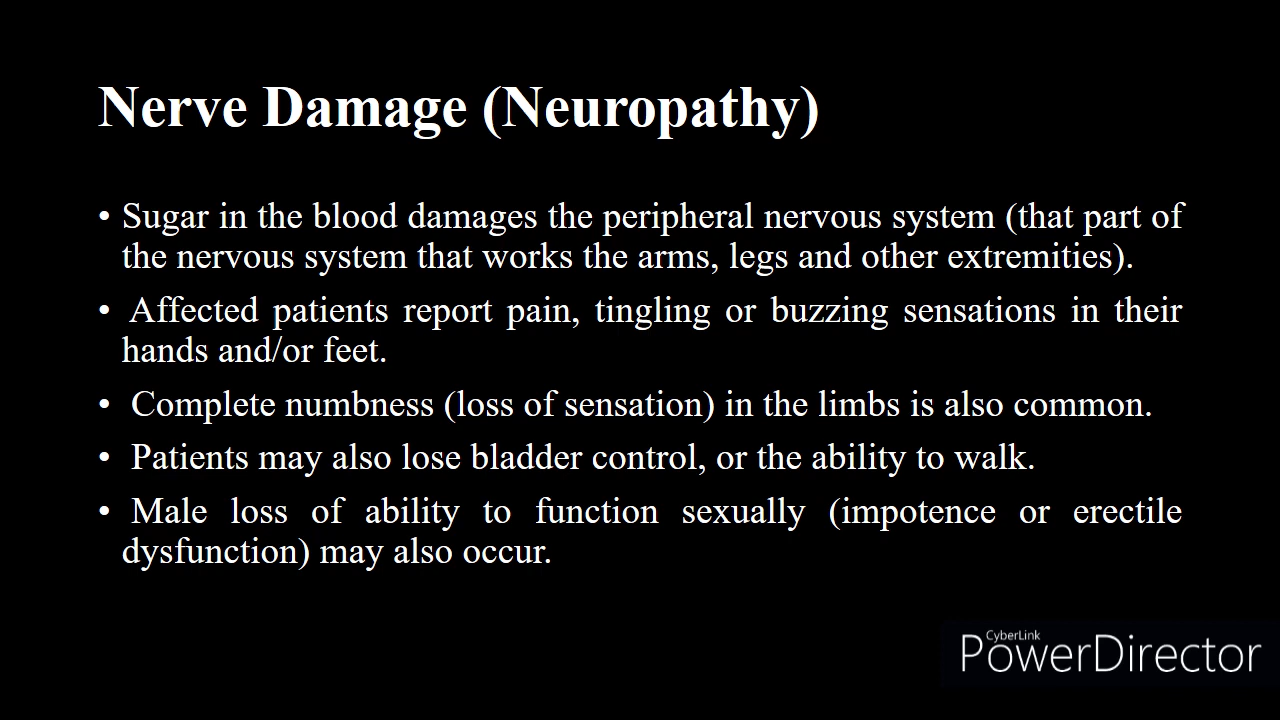 Nerve Damage (Neuropathy)
• Sugar in the blood damages the peripheral nervous system (that part of
the nervous system that works the arms, legs and other extremities).
• Affected patients report pain, tingling or buzzing sensations in their
hands and/or feet.
• Complete numbness (loss of sensation) in the limbs is also common.
• Patients may also lose bladder control, or the ability to walk.
• Male loss of ability to function sexually (impotence or erectile
dysfunction) may also occur.
CyberLink
PowerDirector